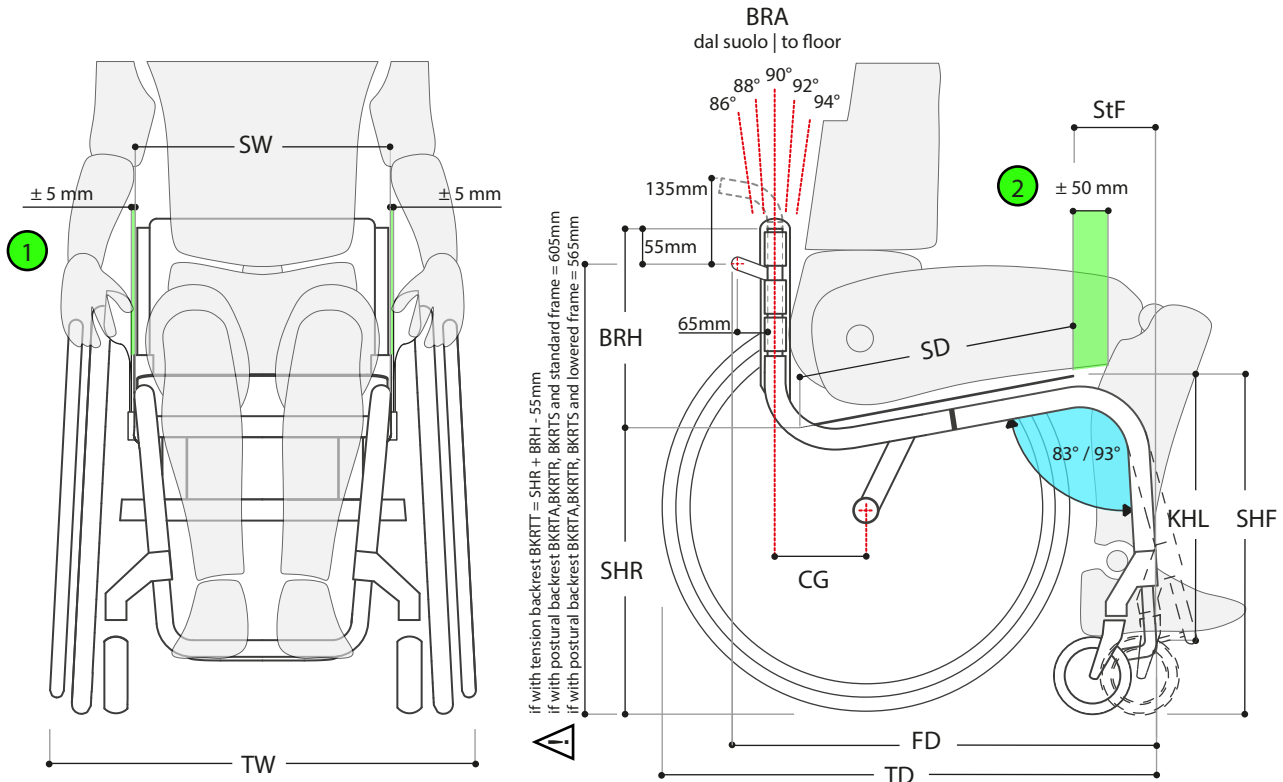 SW
± 5 mm
± 5 mm
1
TW
if with tension backrest BKRTT = SHR + BRH - 55mm
if with postural backrest BKRTA,BKRTR, BKRTS and standard frame = 605mm
if with postural backrest BKRTA,BKRTR, BKRTS and lowered frame = 565mm
!
BRA
dal suolo | to floor
86°
88°
90°
92°
94°
StF
2
± 50 mm
135mm
55mm
65mm
BRH
SD
83° / 93°
KHL
SHF
SHR
CG
FD
TD